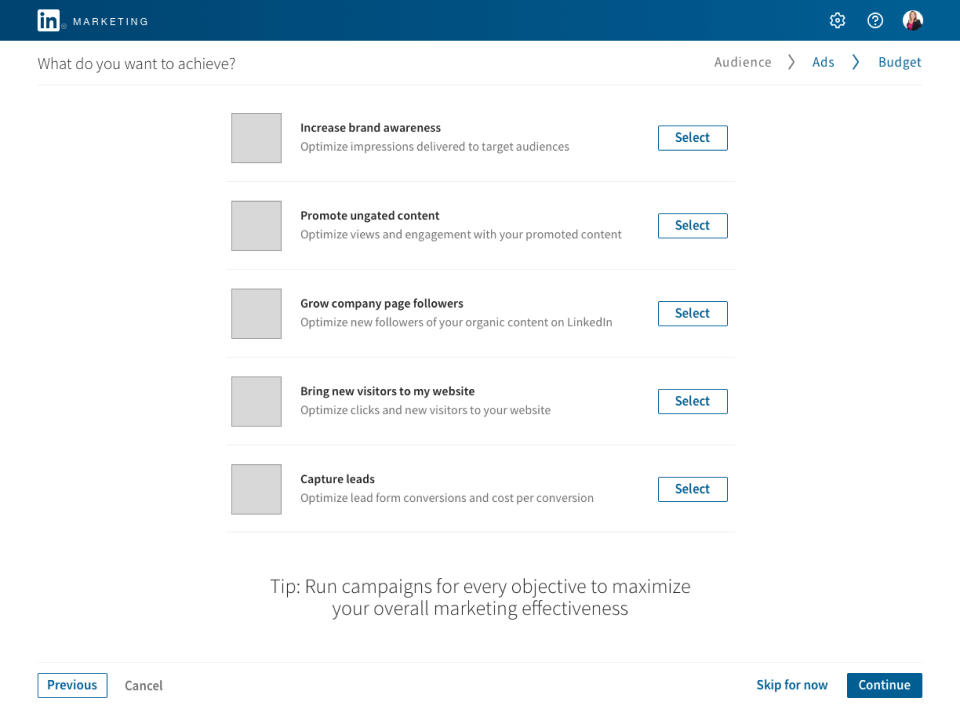 in MARKETING
What do you want to achieve?
Audience Ads Budget
Increase brand awareness
Optimize impressions delivered to target audiences
Select
Promote ungated content
Optimize views and engagement with your promoted content
Select
Grow company page followers
Optimize new followers of your organic content on LinkedIn
Select
Bring new visitors to my website
Optimize clicks and new visitors to your website
Select
Capture leads
Optimize lead form conversions and cost per conversion
Select
Tip: Run campaigns for every objective to maximize
your overall marketing effectiveness
Previous Cancel Skip for now Continue